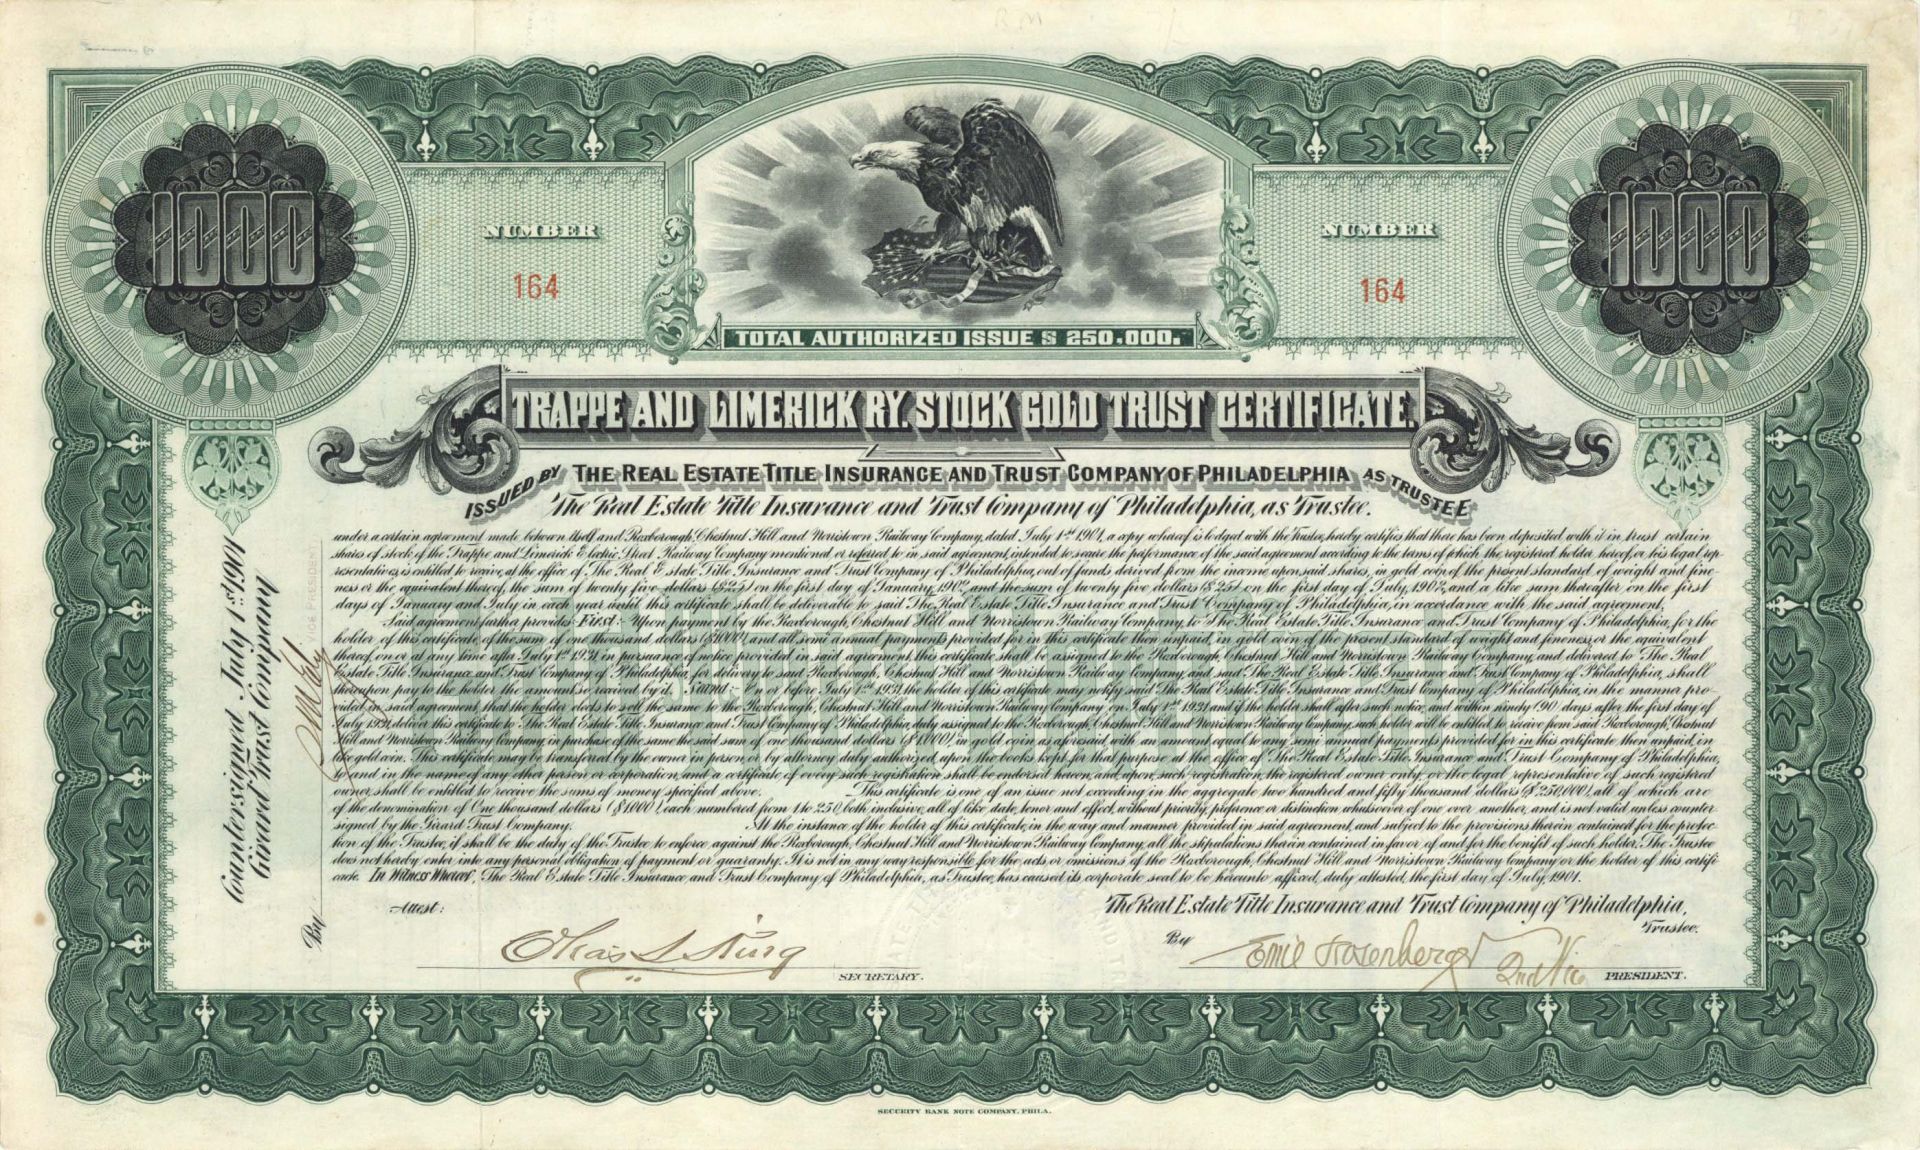 1000
NUMBER
164
TOTAL AUTHORIZED ISSUE $ 250.000.
NUMBER
164
1000
TRAPPE AND LIMERICK RY. STOCK GOLD TRUST CERTIFICATE.
ISSUED BY THE REAL ESTATE TITLE INSURANCE AND TRUST COMPANY OF PHILADELPHIA AS TRUSTEE
The Real Estate Title Insurance and Trust Company of Philadelphia, as Trustee.
under a certain agreement made between itself and Roxborough, Chestnut Hill and Norristown Railway Company, dated July 1st 1901, a copy whereof is lodged with the Trustee, hereby certifies that there has been deposited with it in trust certain
shares of stock of the Trappe and Limerick Electric Street Railway Company mentioned or referred to in said agreement, intended to secure the performance of the said agreement according to the terms of which the registered holder hereof, or his legal rep-
resentatives, is entitled to receive, at the office of The Real Estate Title Insurance and Trust Company of Philadelphia, out of funds derived from the income upon said shares, in gold coin of the present standard of weight and fine-
ness or the equivalent thereof, the sum of twenty five dollars ($25) on the first day of January, 1902, and the sum of twenty five dollars ($25) on the first day of July, 1902, and a like sum thereafter on the first
days of January and July in each year until this certificate shall be deliverable to said The Real Estate Title Insurance and Trust Company of Philadelphia, in accordance with the said agreement.
Said agreement further provides First: Upon payment by the Roxborough, Chestnut Hill and Norristown Railway Company, to The Real Estate Title Insurance and Trust Company of Philadelphia, for the
holder of this certificate, of the sum of one thousand dollars ($1000), and all semi annual payments provided for in this certificate then unpaid, in gold coin of the present standard of weight and fineness, or the equivalent
thereof, on or at any time after July 1st 1931, in pursuance of notice provided in said agreement, this certificate shall be assigned to the Roxborough, Chestnut Hill and Norristown Railway Company, and delivered to The Real
Estate Title Insurance and Trust Company of Philadelphia, for delivery to said Roxborough, Chestnut Hill and Norristown Railway Company, and said The Real Estate Title Insurance and Trust Company of Philadelphia, shall
thereupon pay to the holder the amount so received by it. Second: On or before July 1st 1931, the holder of this certificate may notify said The Real Estate Title Insurance and Trust Company of Philadelphia, in the manner pro-
vided in said agreement that the holder elects to sell the same to the Roxborough, Chestnut Hill and Norristown Railway Company on July 1st 1931 and if the holder shall after such notice, and within ninety (90) days after the first day of
July 1931, deliver this certificate to The Real Estate Title Insurance and Trust Company of Philadelphia, duly assigned to the Roxborough, Chestnut Hill and Norristown Railway Company, such holder will be entitled to receive from said Roxborough, Chestnut
Hill and Norristown Railway Company, in purchase of the same the said sum of one thousand dollars ($1000), in gold coin as aforesaid, with an amount equal to any semi annual payments provided for in this certificate then unpaid, in
like gold coin. This certificate may be transferred by the owner in person, or by attorney duly authorized, upon the books kept for that purpose at the office of The Real Estate Title Insurance and Trust Company of Philadelphia,
to and in the name of any other person or corporation, and a certificate of every such registration shall be endorsed hereon, and, upon such registration, the registered owner only, or the legal representative of such registered
owner, shall be entitled to receive the sums of money specified above. This certificate is one of an issue not exceeding in the aggregate two hundred and fifty thousand dollars ($250,000), all of which are
of the denomination of One thousand dollars ($1000), each numbered from 1 to 250, both inclusive, all of like date, tenor and effect, without priority, preference or distinction whatsoever of one over another, and is not valid unless counter
signed by the Girard Trust Company. At the instance of the holder of this certificate, in the way and manner provided in said agreement, and subject to the provisions therein contained for the protec-
tion of the Trustee, it shall be the duty of the Trustee to enforce against the Roxborough, Chestnut Hill and Norristown Railway Company, all the stipulations therein contained in favor of and for the benefit of such holder. The Trustee
does not hereby enter into any personal obligation of payment or guaranty. It is not in any way responsible for the acts or omissions of the Roxborough, Chestnut Hill and Norristown Railway Company or the holder of this certifi
cate. In Witness Whereof, The Real Estate Title Insurance and Trust Company of Philadelphia, as Trustee, has caused its corporate seal to be hereunto affixed, duly attested, the first day of July, 1901.
Attest:
The Real Estate Title Insurance and Trust Company of Philadelphia,
Trustee.
Chas S. King
SECRETARY.
By Emil Rosenberger 2nd Vice PRESIDENT.
Countersigned July 1st 1901
Girard Trust Company
By
VICE PRESIDENT
SECURITY BANK NOTE COMPANY, PHILA.